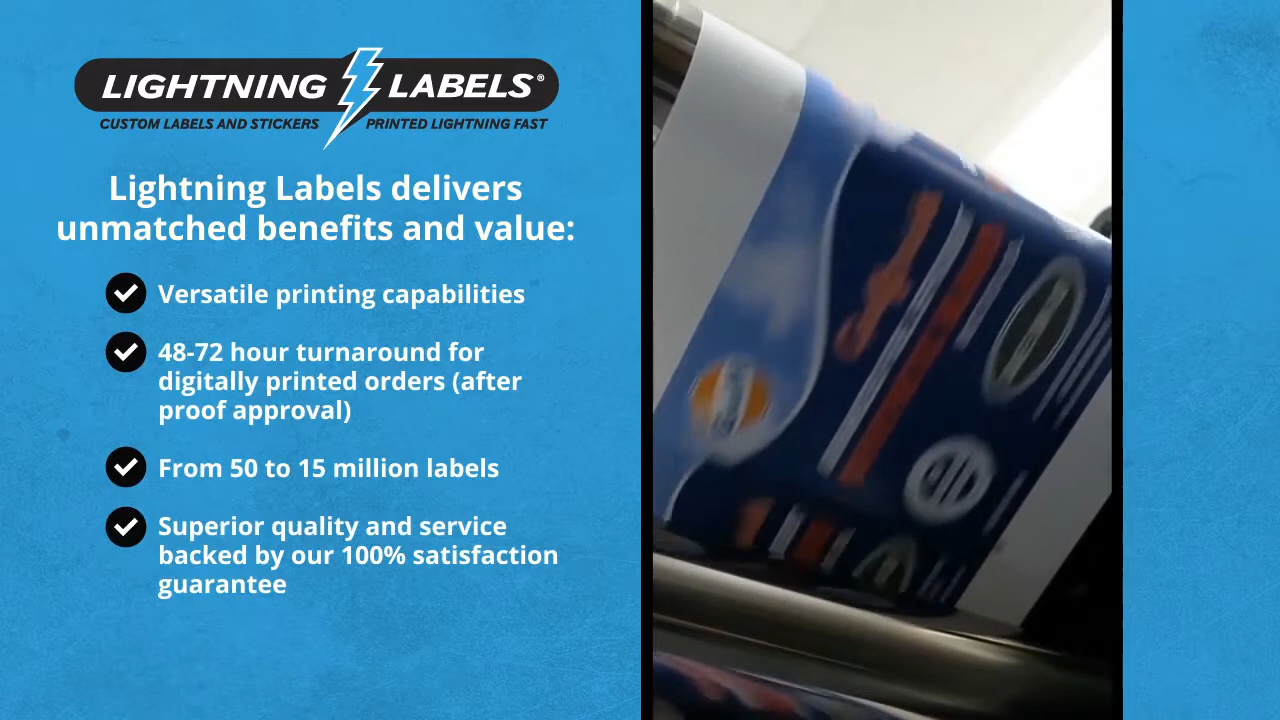 LIGHTNING LABELS®
CUSTOM LABELS AND STICKERS PRINTED LIGHTNING FAST
Lightning Labels delivers
unmatched benefits and value:
Versatile printing capabilities
48-72 hour turnaround for
digitally printed orders (after
proof approval)
From 50 to 15 million labels
Superior quality and service
backed by our 100% satisfaction
guarantee